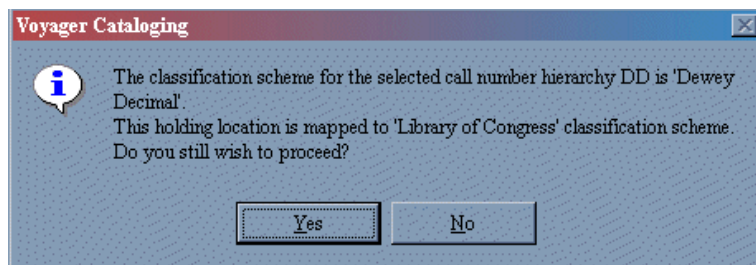 Voyager Cataloging
The classification scheme for the selected call number hierarchy DD is 'Dewey
Decimal'.
This holding location is mapped to 'Library of Congress' classification scheme.
Do you still wish to proceed?
Yes
No